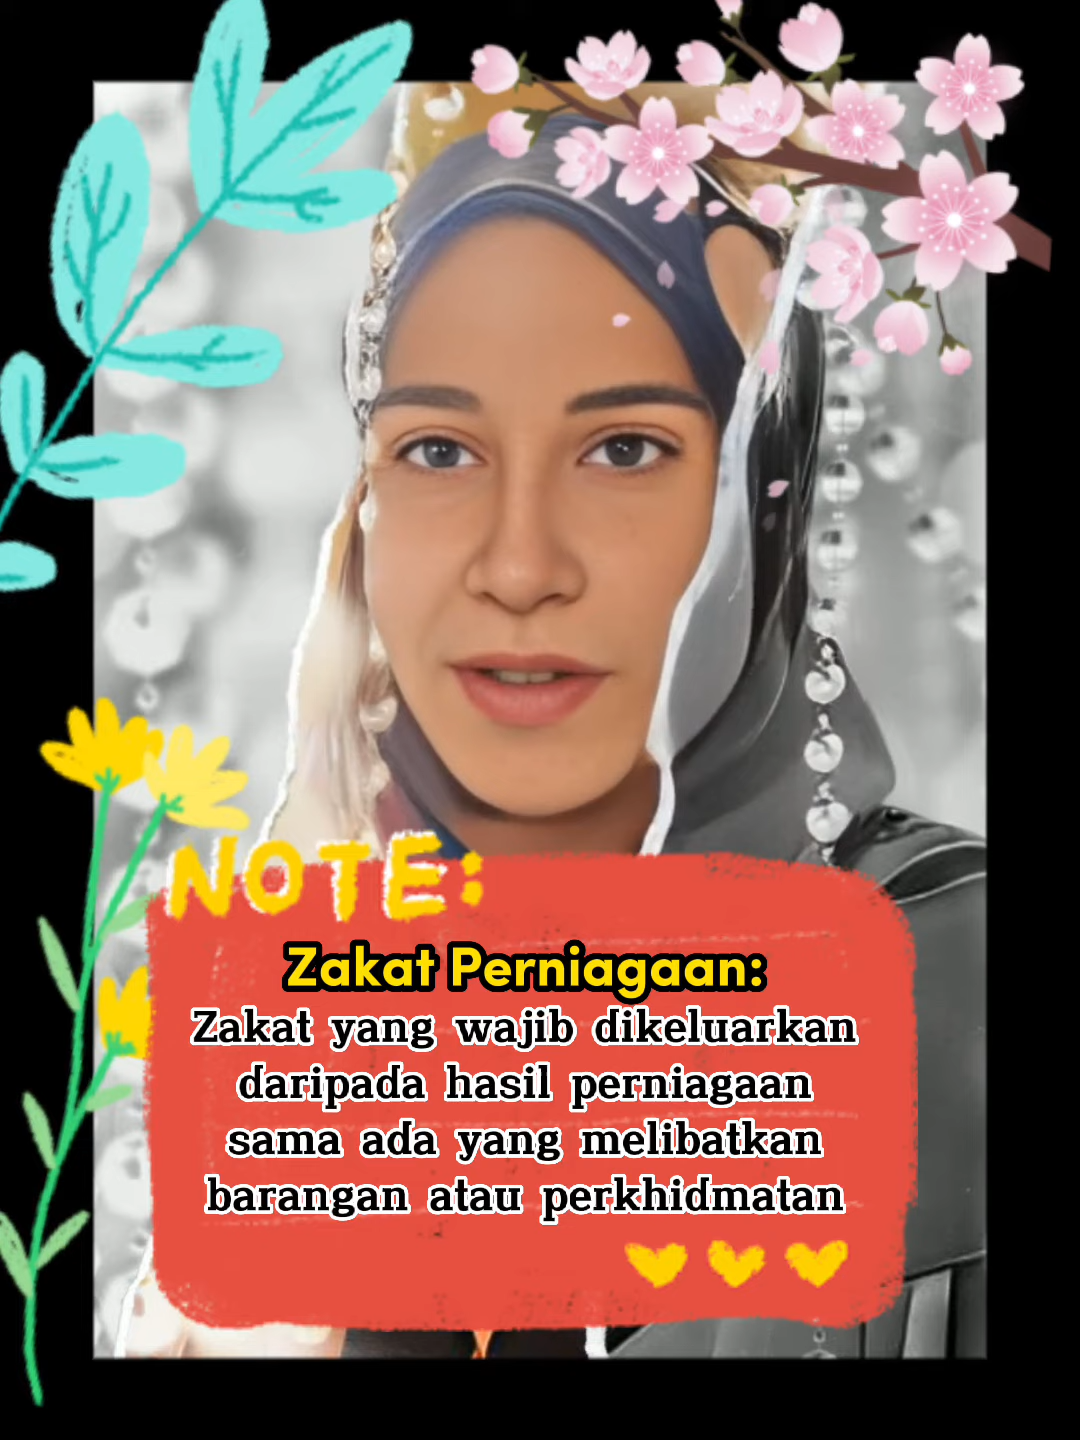 NOTE:
Zakat Perniagaan:
Zakat yang wajib dikeluarkan
daripada hasil perniagaan
sama ada yang melibatkan
barangan atau perkhidmatan